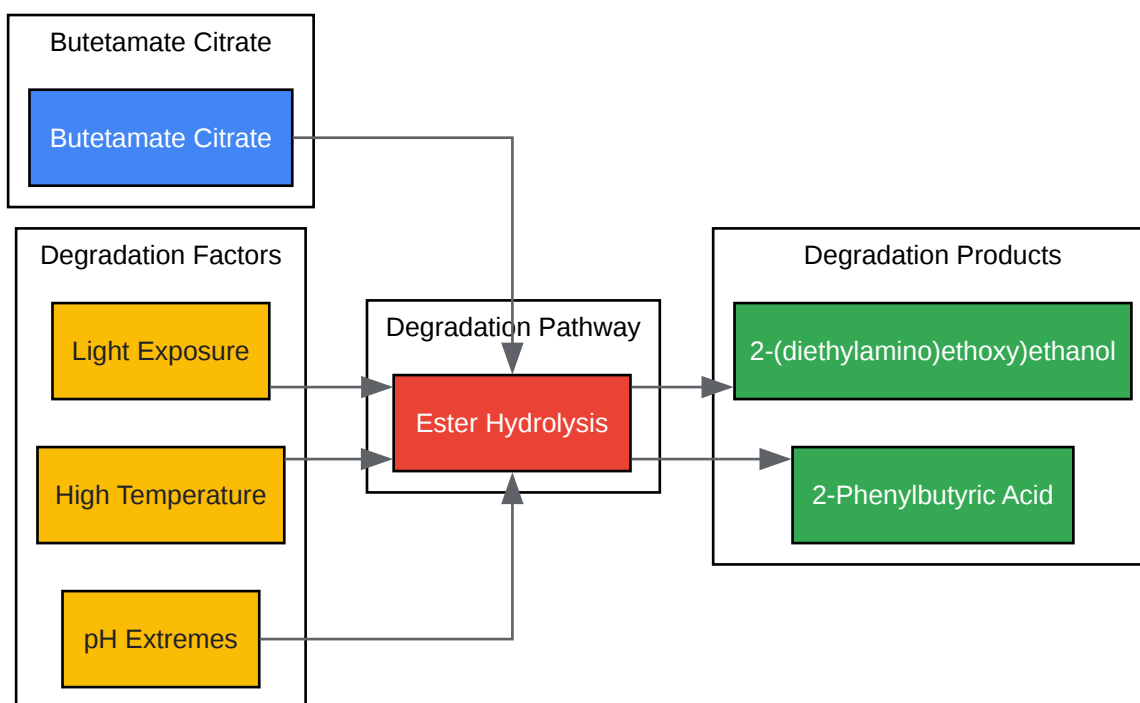 Butetamate Citrate
Butetamate Citrate
Degradation Factors
Light Exposure
High Temperature
pH Extremes
Degradation Pathway
Ester Hydrolysis
Degradation Products
2-(diethylamino)ethoxy)ethanol
2-Phenylbutyric Acid